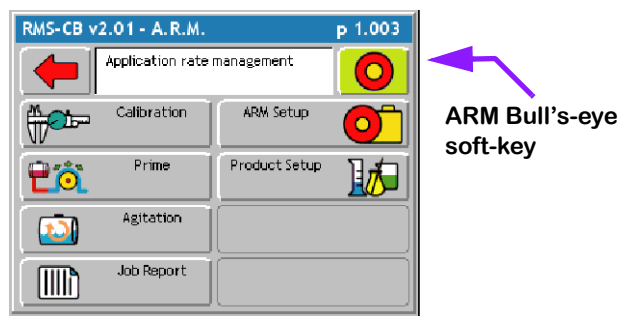 RMS-CB v2.01 - A.R.M. p 1.003
Application rate management
Calibration ARM Setup
Prime Product Setup
Agitation
Job Report
ARM Bull's-eye
soft-key